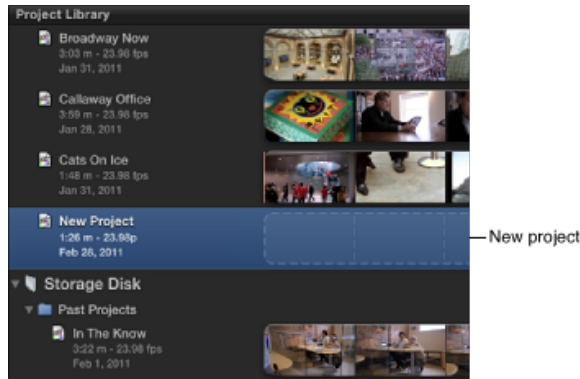 Project Library
Broadway Now
3:03 m - 23.98 fps
Jan 31, 2011
Callaway Office
3:59 m - 23.98 fps
Jan 28, 2011
Cats On Ice
1:48 m - 23.98 fps
Jan 31, 2011
New Project
1:26 m - 23.98p
Feb 28, 2011
New project
Storage Disk
Past Projects
In The Know
3:22 m - 23.98 fps
Feb 1, 2011